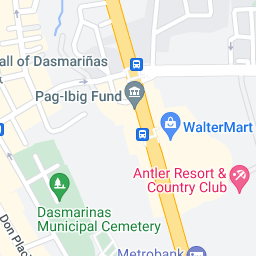 all of Dasmariñas
Pag-Ibig Fund
WalterMart
Antler Resort &
Country Club
Dasmarinas
Municipal Cemetery
Don Plac
Metrobank